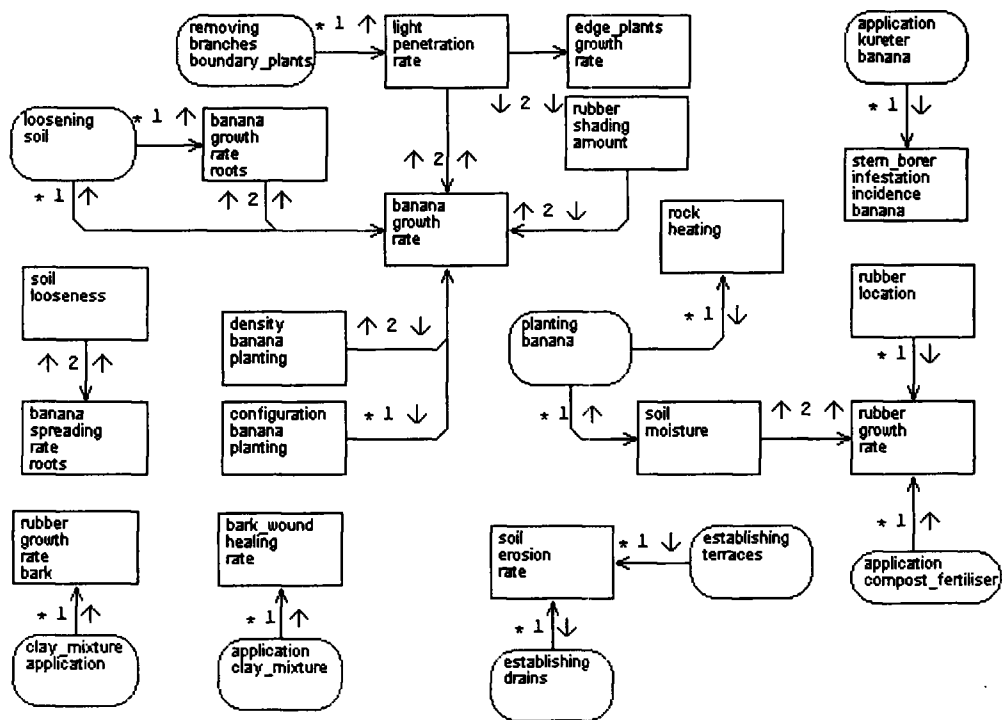 removing
branches
boundary_plants
* 1 ↑
light
penetration
rate
edge_plants
growth
rate
application
kureter
banana
↓ 2 ↓
* 1 ↓
loosening
soil
* 1 ↑
banana
growth
rate
roots
rubber
shading
amount
stem_borer
infestation
incidence
banana
* 1 ↑
↑ 2 ↑
↑ 2 ↑
banana
growth
rate
↑ 2 ↓
rock
heating
soil
looseness
rubber
location
density
banana
planting
↑ 2 ↓
planting
banana
* 1 ↓
* 1 ↓
↑ 2 ↑
banana
spreading
rate
roots
configuration
banana
planting
* 1 ↓
* 1 ↑
soil
moisture
↑ 2 ↑
rubber
growth
rate
rubber
growth
rate
bark
bark_wound
healing
rate
soil
erosion
rate
* 1 ↓
establishing
terraces
* 1 ↑
application
compost_fertiliser
* 1 ↑
clay_mixture
application
* 1 ↑
application
clay_mixture
* 1 ↓
establishing
drains